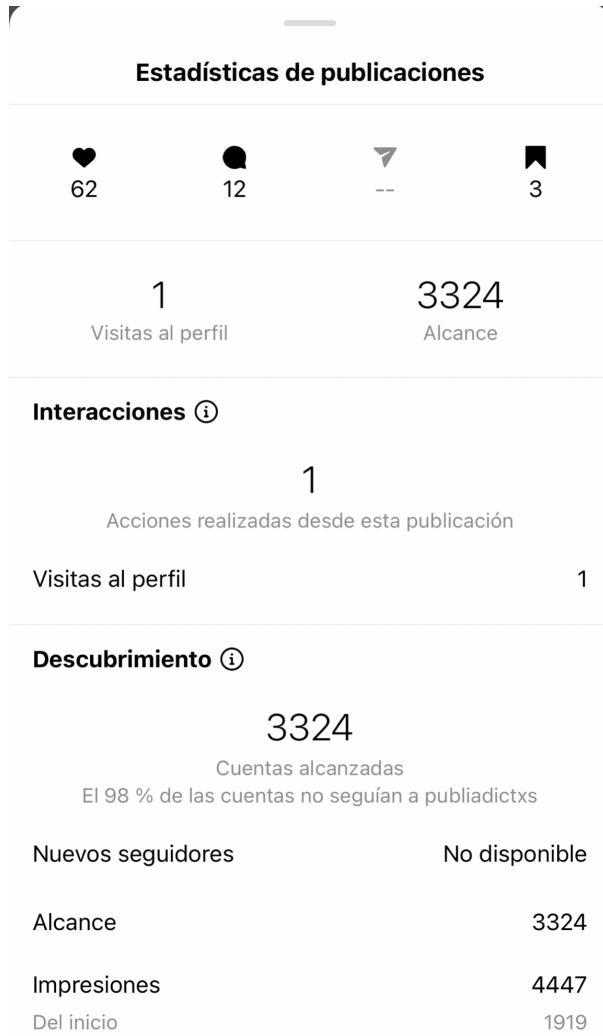 Estadísticas de publicaciones
62 12 -- 3
1 3324
Visitas al perfil Alcance
Interacciones
1
Acciones realizadas desde esta publicación
Visitas al perfil 1
Descubrimiento
3324
Cuentas alcanzadas
El 98 % de las cuentas no seguían a publiadictxs
Nuevos seguidores No disponible
Alcance 3324
Impresiones 4447
Del inicio 1919